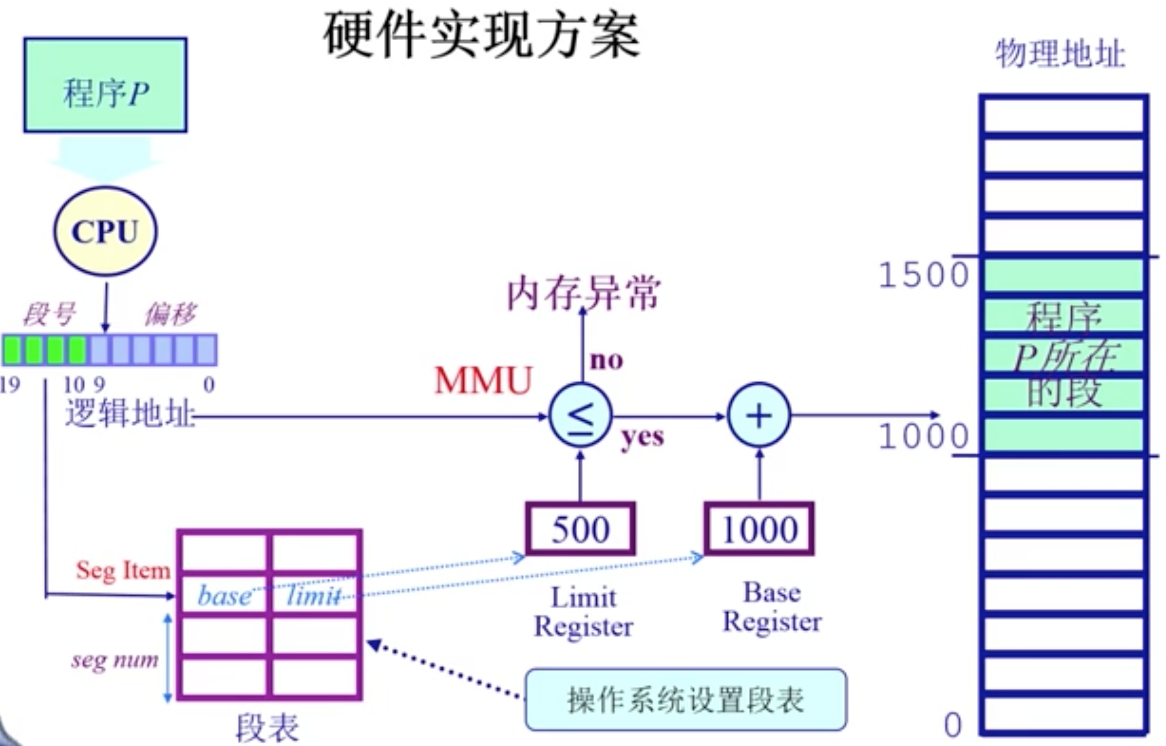 硬件实现方案
物理地址
程序P
CPU
段号 偏移
19 10 9 0
逻辑地址
MMU
内存异常
no
≤
yes
+
500
1000
Limit
Register
Base
Register
Seg Item
base limit
seg num
段表
操作系统设置段表
1500
程序
P所在
的段
1000
0